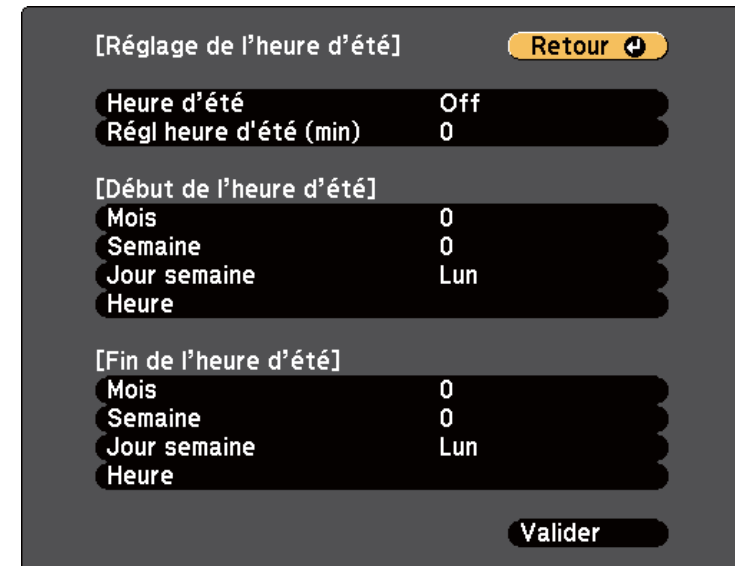 [Réglage de l’heure d’été] Retour
Heure d’été Off
Régl heure d'été (min) 0
[Début de l’heure d’été]
Mois 0
Semaine 0
Jour semaine Lun
Heure
[Fin de l’heure d’été]
Mois 0
Semaine 0
Jour semaine Lun
Heure
Valider